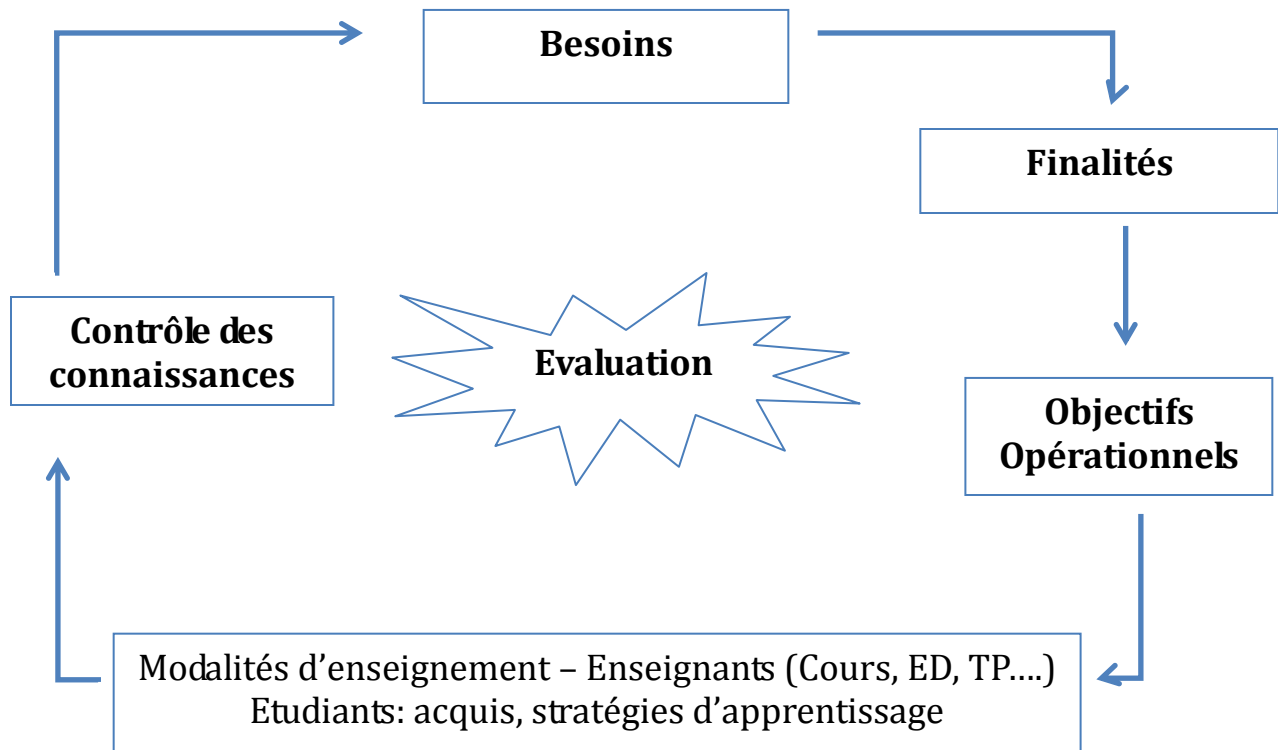 Besoins
Finalités
Contrôle des
connaissances
Evaluation
Objectifs
Opérationnels
Modalités d’enseignement – Enseignants (Cours, ED, TP….)
Etudiants: acquis, stratégies d’apprentissage